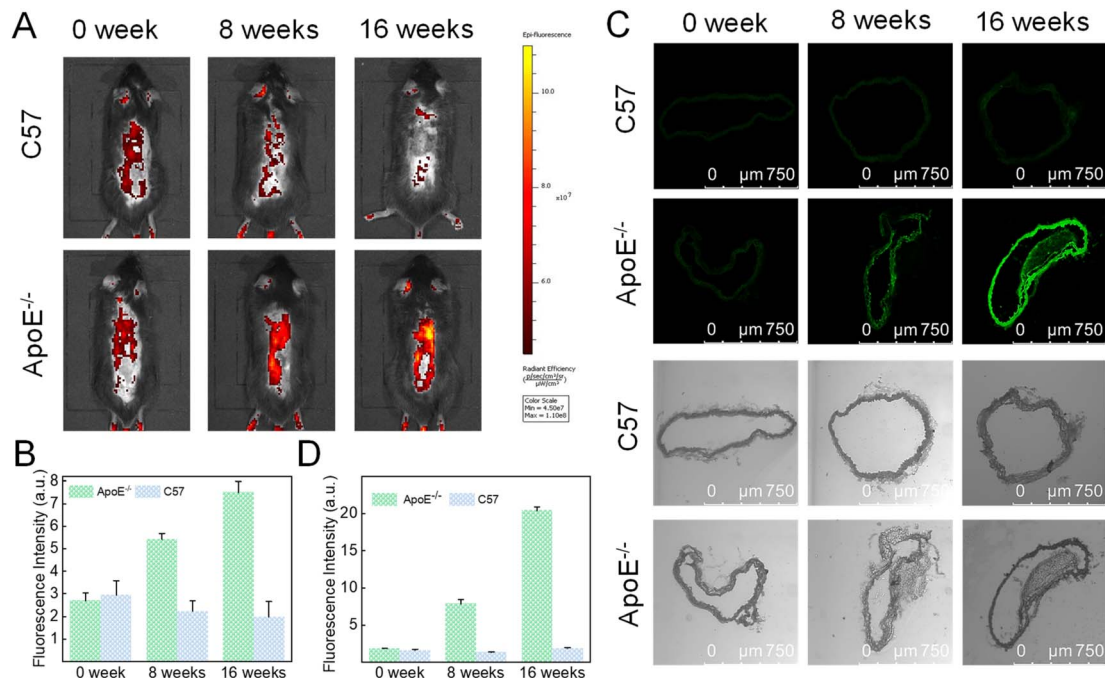 A
0 week
8 weeks
16 weeks
C57
ApoE-/-
Epi-fluorescence
10.0
8.0
x10⁷
6.0
Radiant Efficiency
(p/sec/cm²/sr / µW/cm²)
Color Scale
Min = 4.50e7
Max = 1.10e8
B
Fluorescence Intensity (a.u.)
8
7
6
5
4
3
2
1
ApoE-/-
C57
0 week
8 weeks
16 weeks
D
Fluorescence Intensity (a.u.)
20
15
10
5
ApoE-/-
C57
0 week
8 weeks
16 weeks
C
0 week
8 weeks
16 weeks
C57
0 µm 750
0 µm 750
0 µm 750
ApoE-/-
0 µm 750
0 µm 750
0 µm 750
C57
0 µm 750
0 µm 750
0 µm 750
ApoE-/-
0 µm 750
0 µm 750
0 µm 750